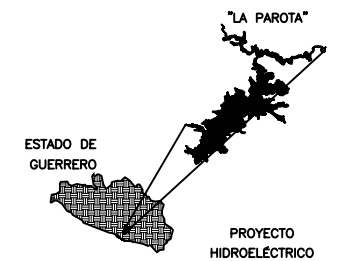 "LA PAROTA"
ESTADO DE
GUERRERO
PROYECTO
HIDROELÉCTRICO